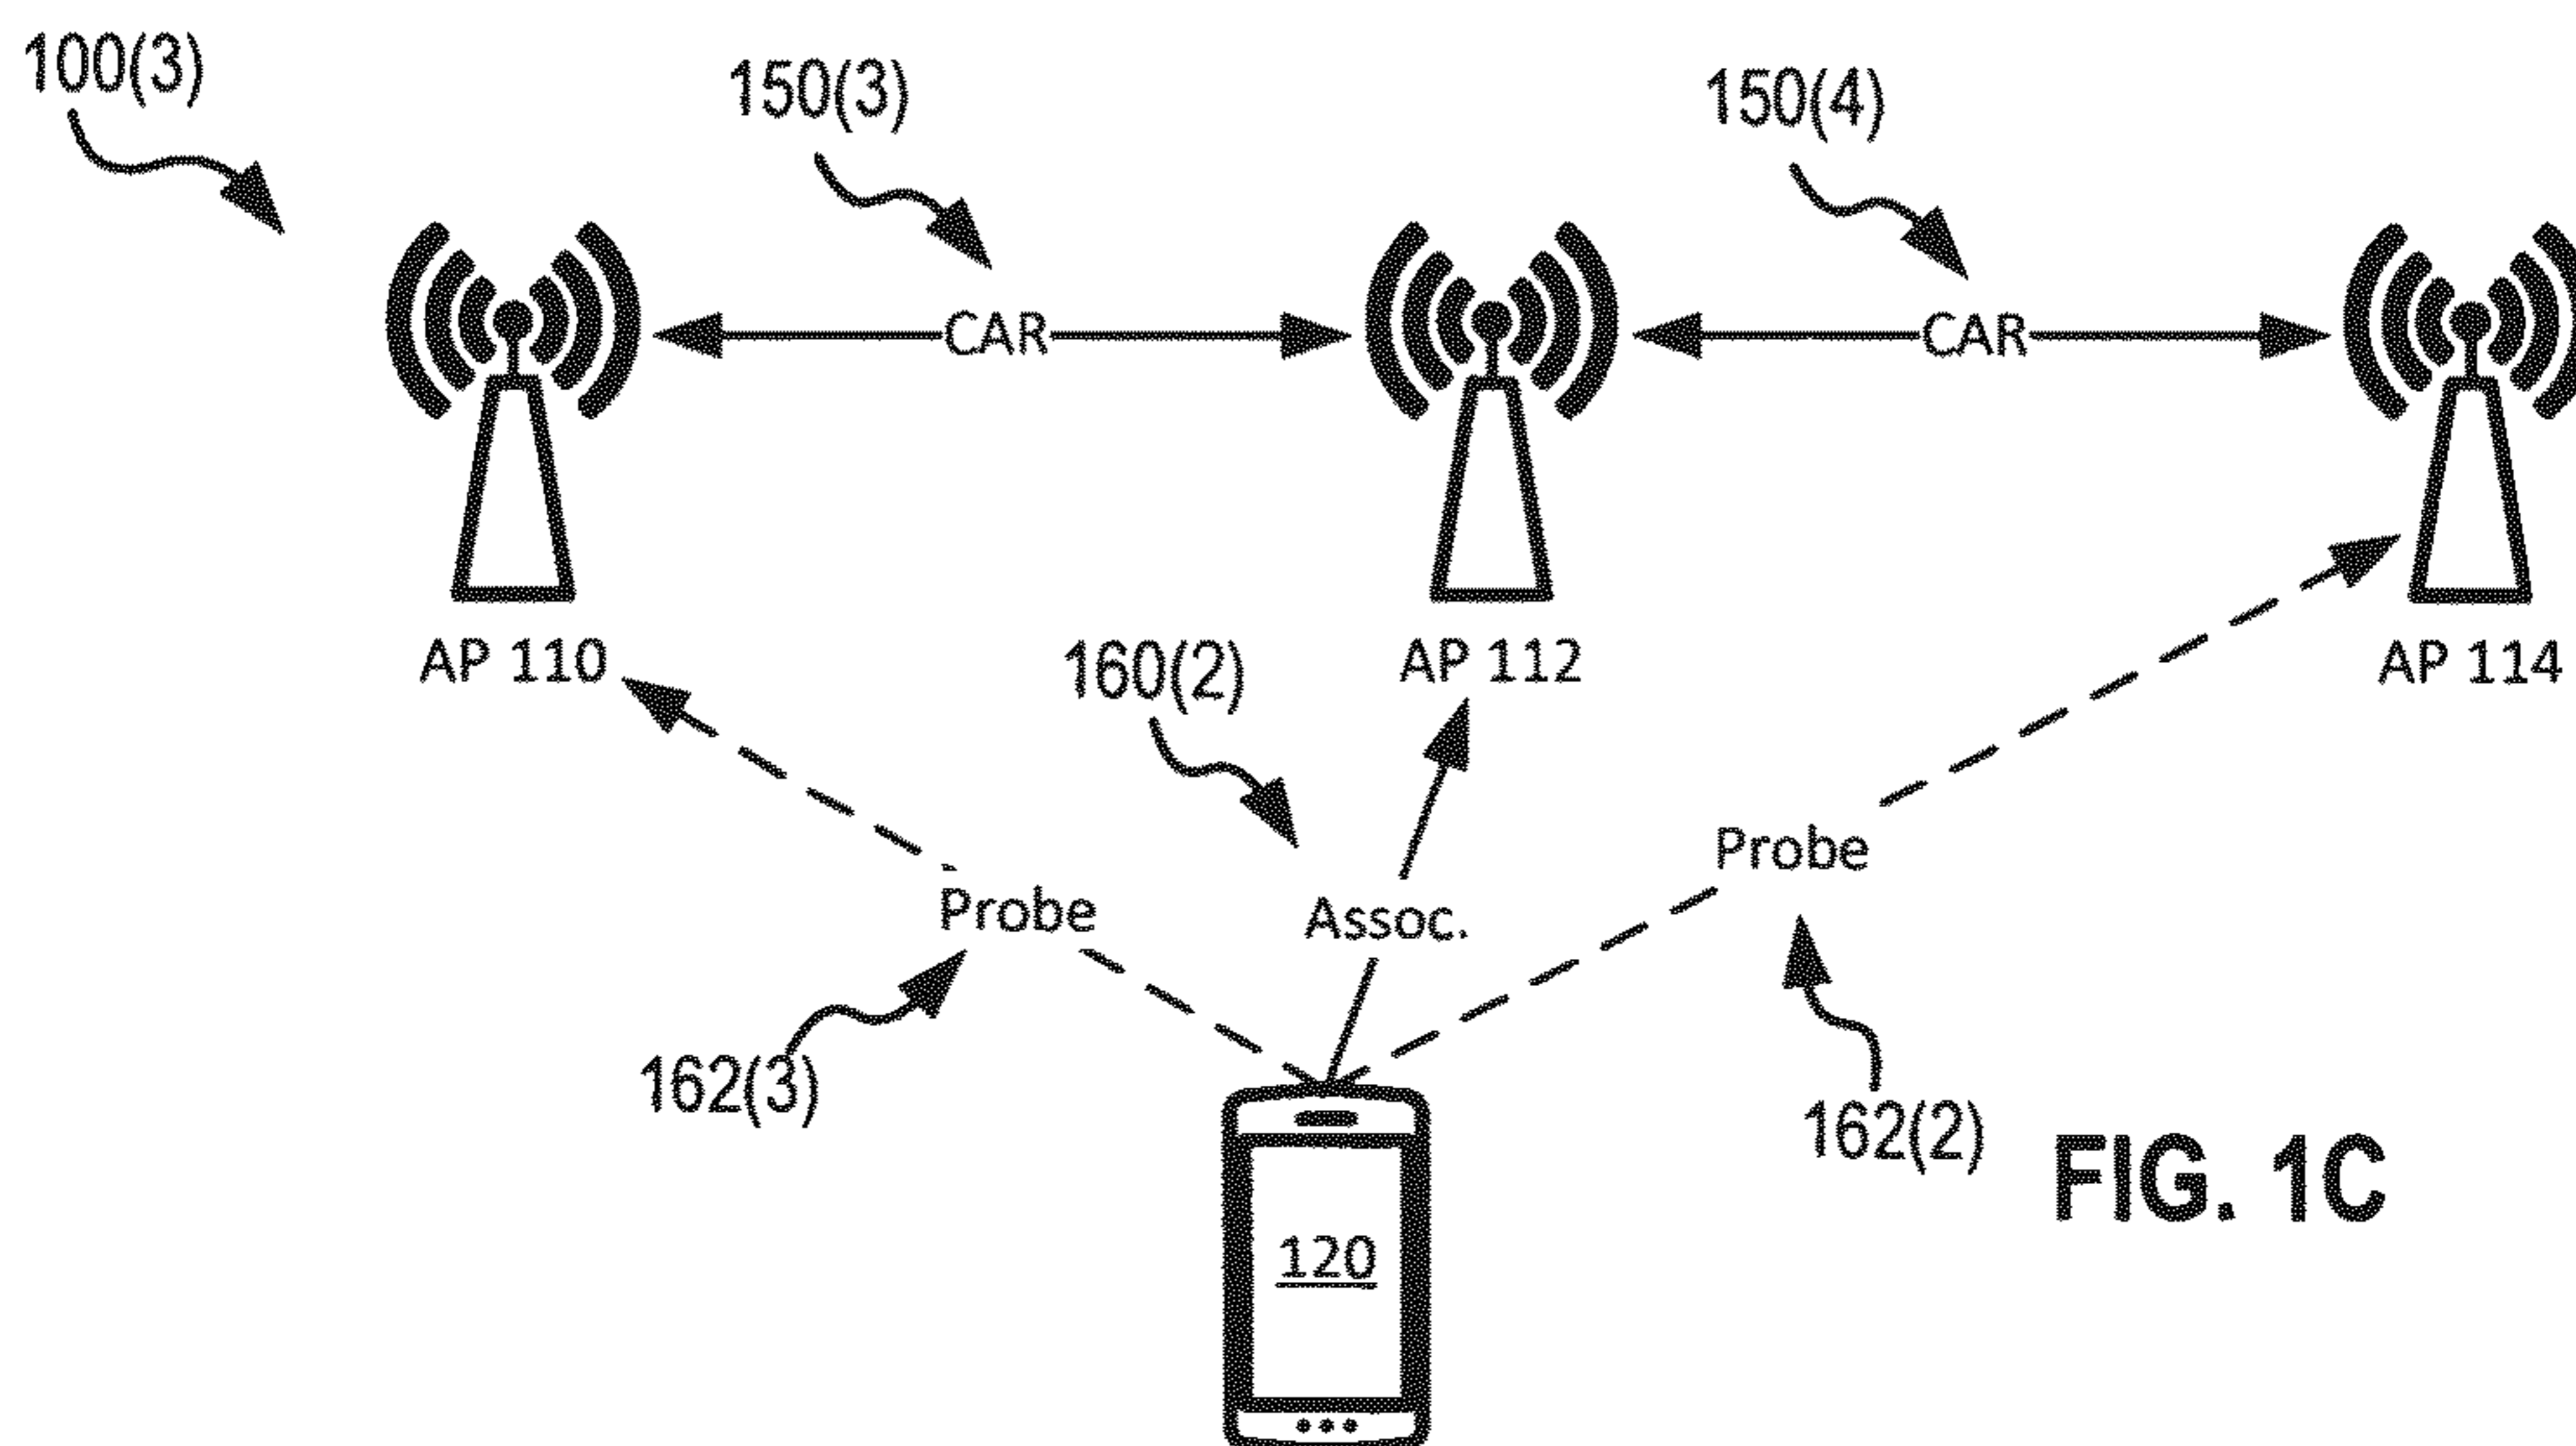 100(3)
150(3)
150(4)
CAR
CAR
AP 110
160(2)
AP 112
AP 114
Probe
Assoc.
Probe
162(3)
162(2)
FIG. 1C
120